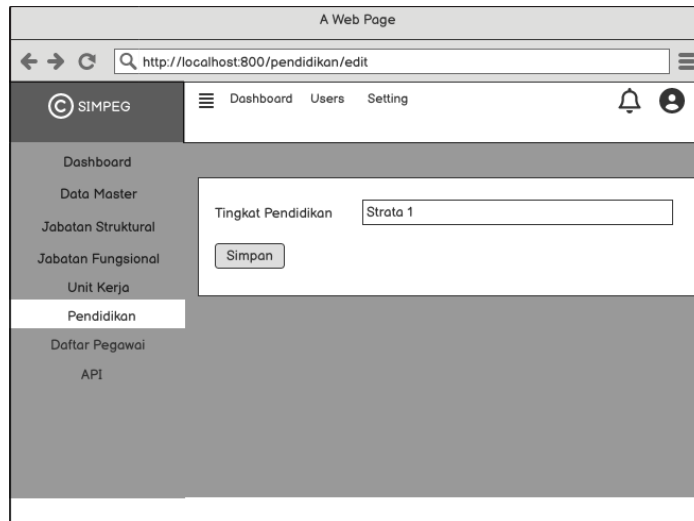 A Web Page
http://localhost:800/pendidikan/edit
© SIMPEG
Dashboard Users Setting
Dashboard
Data Master
Jabatan Struktural
Jabatan Fungsional
Unit Kerja
Pendidikan
Daftar Pegawai
API
Tingkat Pendidikan Strata 1
Simpan